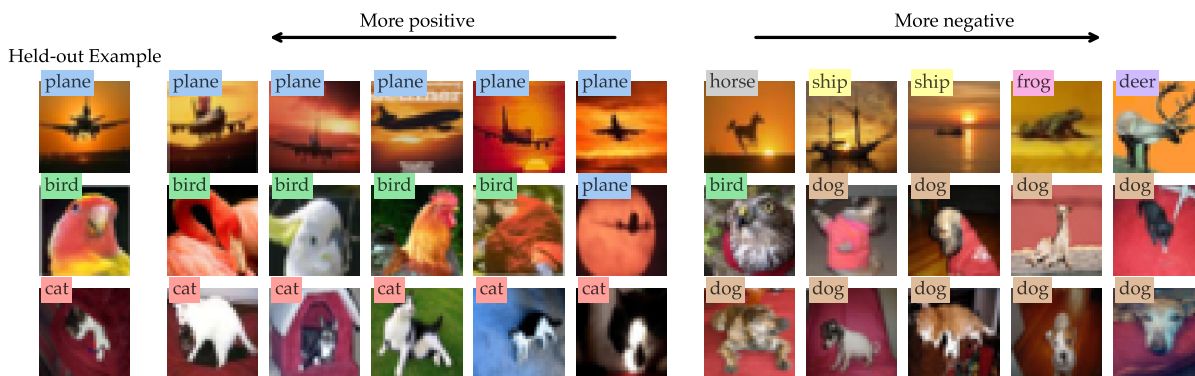 More positive
More negative
Held-out Example
plane plane plane plane plane plane horse ship ship frog deer
bird bird bird bird bird plane bird dog dog dog dog
cat cat cat cat cat cat dog dog dog dog dog